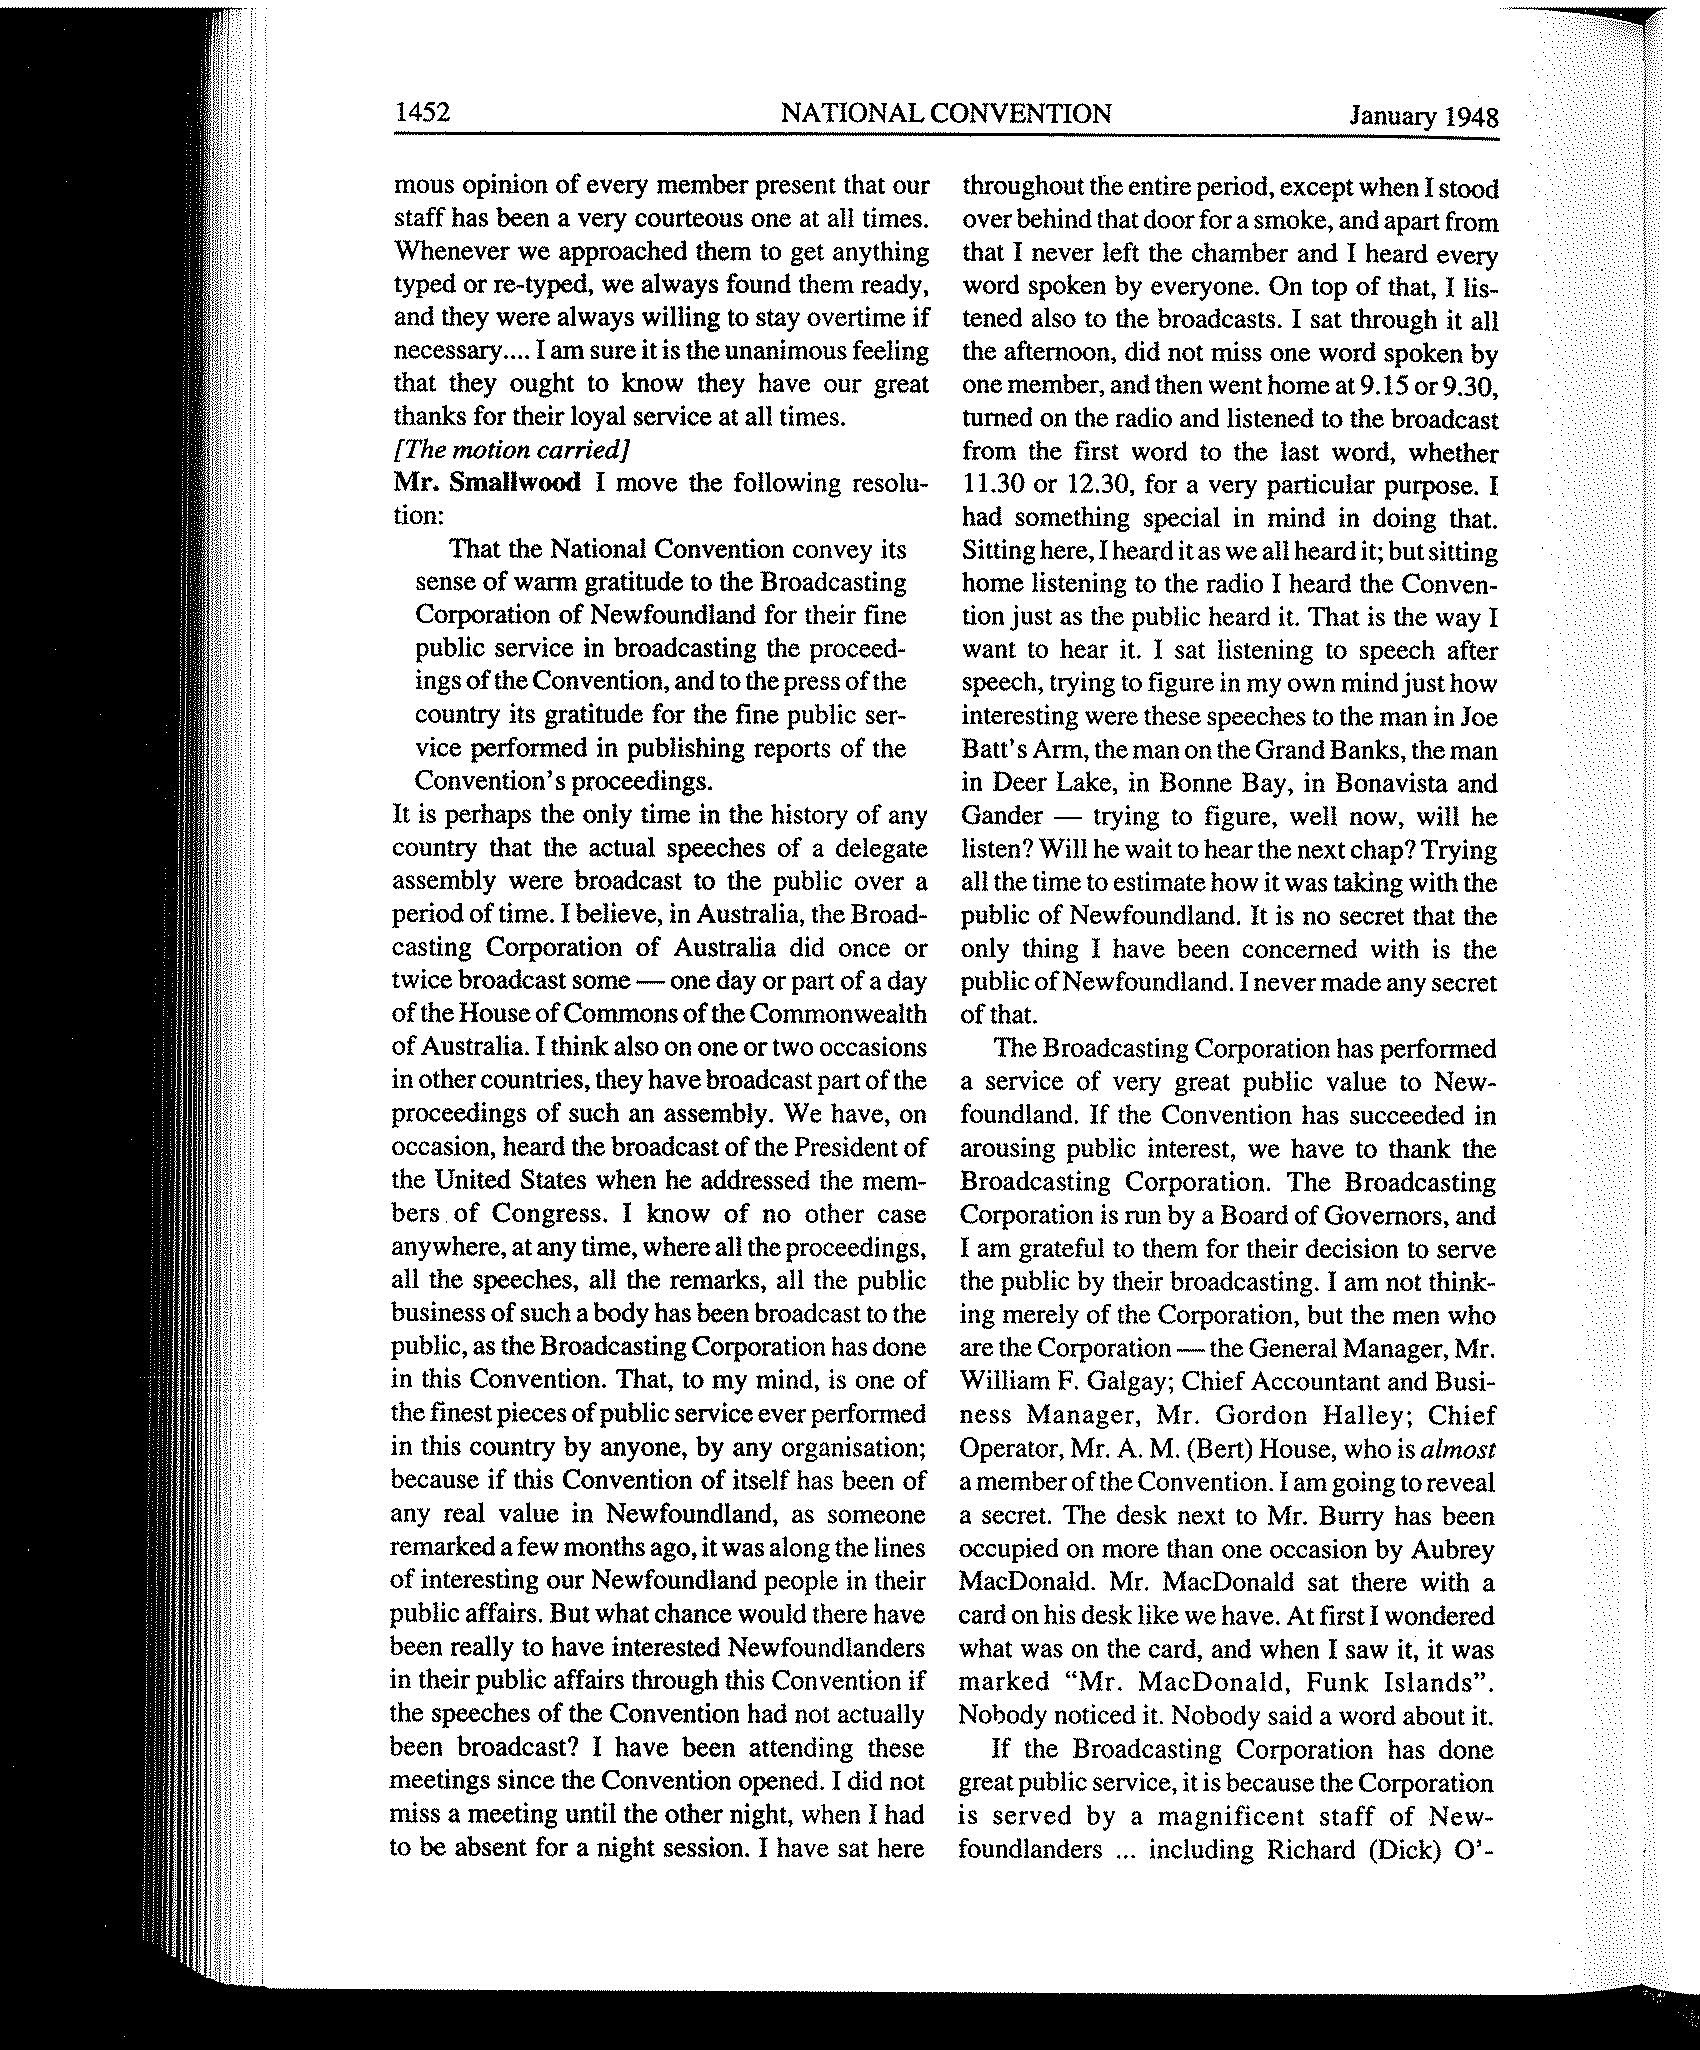 1452
NATIONAL CONVENTION
January 1948
mous opinion of every member present that our
staff has been a very courteous one at all times.
Whenever we approached them to get anything
typed or re-typed, we always found them ready,
and they were always willing to stay overtime if
necessary.... I am sure it is the unanimous feeling
that they ought to know they have our great
thanks for their loyal service at all times.
[The motion carried]
Mr. Smallwood I move the following resolu-
tion:
That the National Convention convey its
sense of warm gratitude to the Broadcasting
Corporation of Newfoundland for their fine
public service in broadcasting the proceed-
ings of the Convention, and to the press of the
country its gratitude for the fine public ser-
vice performed in publishing reports of the
Convention's proceedings.
It is perhaps the only time in the history of any
country that the actual speeches of a delegate
assembly were broadcast to the public over a
period of time. I believe, in Australia, the Broad-
casting Corporation of Australia did once or
twice broadcast some — one day or part of a day
of the House of Commons of the Commonwealth
of Australia. I think also on one or two occasions
in other countries, they have broadcast part of the
proceedings of such an assembly. We have, on
occasion, heard the broadcast of the President of
the United States when he addressed the mem-
bers of Congress. I know of no other case
anywhere, at any time, where all the proceedings,
all the speeches, all the remarks, all the public
business of such a body has been broadcast to the
public, as the Broadcasting Corporation has done
in this Convention. That, to my mind, is one of
the finest pieces of public service ever performed
in this country by anyone, by any organisation;
because if this Convention of itself has been of
any real value in Newfoundland, as someone
remarked a few months ago, it was along the lines
of interesting our Newfoundland people in their
public affairs. But what chance would there have
been really to have interested Newfoundlanders
in their public affairs through this Convention if
the speeches of the Convention had not actually
been broadcast? I have been attending these
meetings since the Convention opened. I did not
miss a meeting until the other night, when I had
to be absent for a night session. I have sat here
throughout the entire period, except when I stood
over behind that door for a smoke, and apart from
that I never left the chamber and I heard every
word spoken by everyone. On top of that, I lis-
tened also to the broadcasts. I sat through it all
the afternoon, did not miss one word spoken by
one member, and then went home at 9.15 or 9.30,
turned on the radio and listened to the broadcast
from the first word to the last word, whether
11.30 or 12.30, for a very particular purpose. I
had something special in mind in doing that.
Sitting here, I heard it as we all heard it; but sitting
home listening to the radio I heard the Conven-
tion just as the public heard it. That is the way I
want to hear it. I sat listening to speech after
speech, trying to figure in my own mind just how
interesting were these speeches to the man in Joe
Batt's Arm, the man on the Grand Banks, the man
in Deer Lake, in Bonne Bay, in Bonavista and
Gander — trying to figure, well now, will he
listen? Will he wait to hear the next chap? Trying
all the time to estimate how it was taking with the
public of Newfoundland. It is no secret that the
only thing I have been concerned with is the
public of Newfoundland. I never made any secret
of that.
The Broadcasting Corporation has performed
a service of very great public value to New-
foundland. If the Convention has succeeded in
arousing public interest, we have to thank the
Broadcasting Corporation. The Broadcasting
Corporation is run by a Board of Governors, and
I am grateful to them for their decision to serve
the public by their broadcasting. I am not think-
ing merely of the Corporation, but the men who
are the Corporation — the General Manager, Mr.
William F. Galgay; Chief Accountant and Busi-
ness Manager, Mr. Gordon Halley; Chief
Operator, Mr. A. M. (Bert) House, who is almost
a member of the Convention. I am going to reveal
a secret. The desk next to Mr. Burry has been
occupied on more than one occasion by Aubrey
MacDonald. Mr. MacDonald sat there with a
card on his desk like we have. At first I wondered
what was on the card, and when I saw it, it was
marked “Mr. MacDonald, Funk Islands”.
Nobody noticed it. Nobody said a word about it.
If the Broadcasting Corporation has done
great public service, it is because the Corporation
is served by a magnificent staff of New-
foundlanders ... including Richard (Dick) O'-